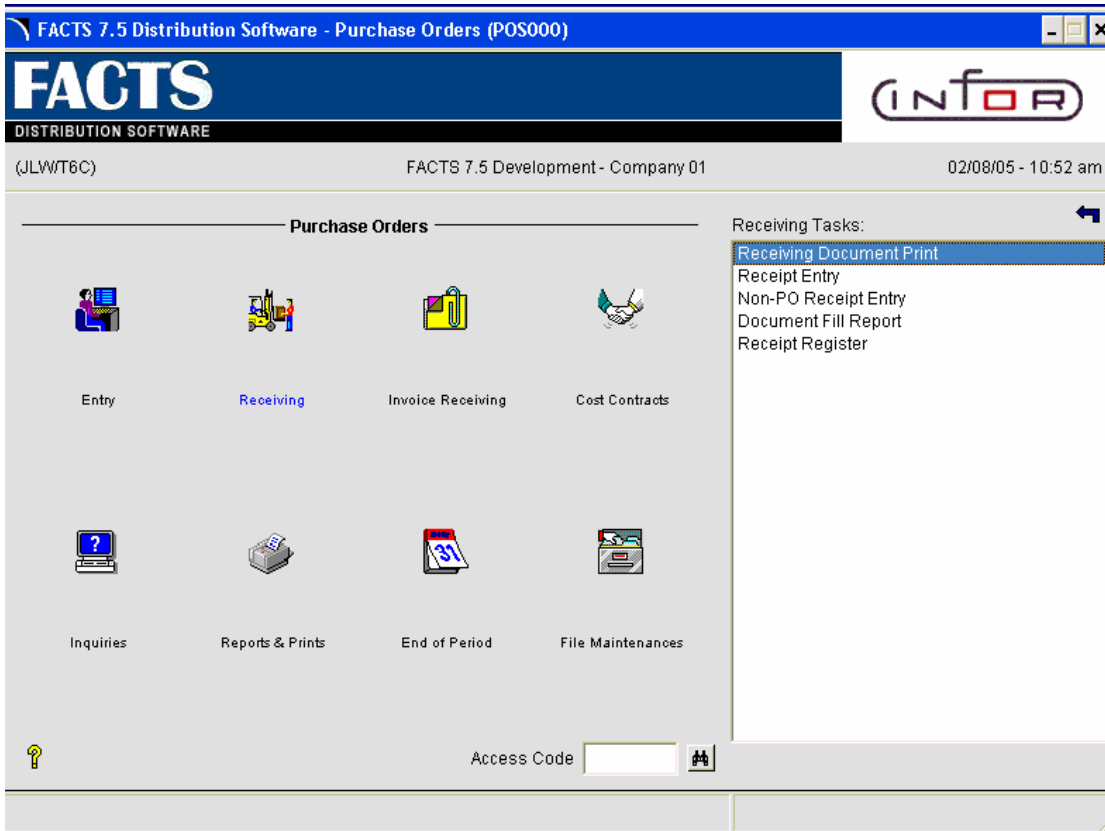 FACTS 7.5 Distribution Software - Purchase Orders (POS000)
FACTS
DISTRIBUTION SOFTWARE
infor
(JLW/T6C) FACTS 7.5 Development - Company 01 02/08/05 - 10:52 am
Purchase Orders
Entry Receiving Invoice Receiving Cost Contracts
?
31
Inquiries Reports & Prints End of Period File Maintenances
?
Access Code
Receiving Tasks:
Receiving Document Print
Receipt Entry
Non-PO Receipt Entry
Document Fill Report
Receipt Register